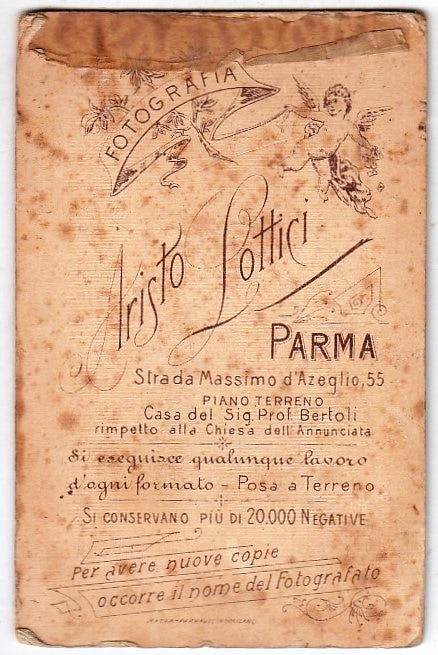 FOTOGRAFIA
Aristo Lottici
PARMA
Strada Massimo d'Azeglio, 55
PIANO TERRENO
Casa del Sig. Prof. Bertoli
rimpetto alla Chiesa dell'Annunciata
Si eseguisce qualunque lavoro
d'ogni formato - Posa a Terreno
SI CONSERVANO PIÙ DI 20.000 NEGATIVE
Per avere nuove copie
occorre il nome del Fotografato